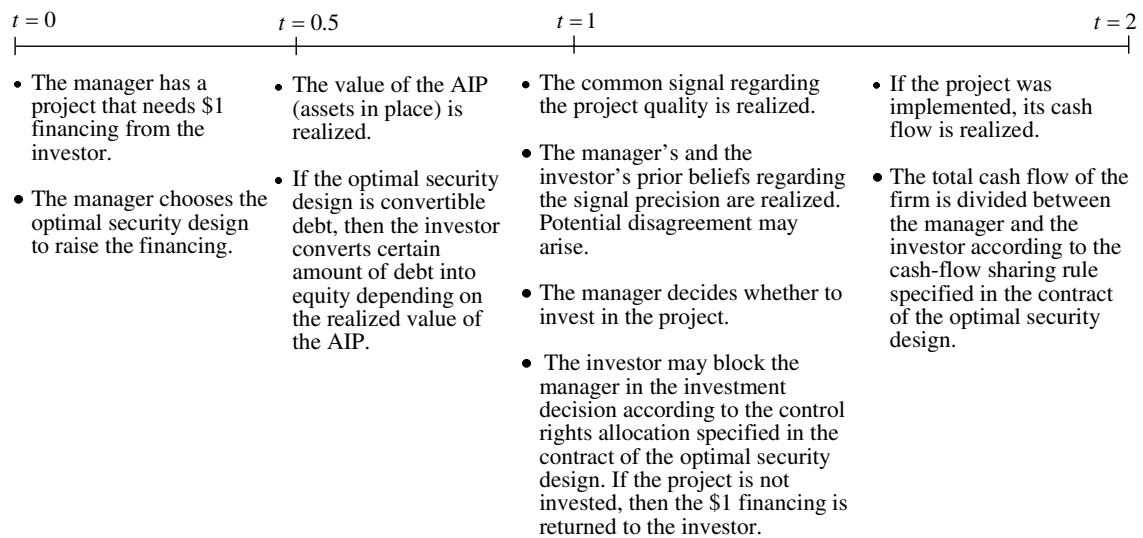 t = 0
t = 0.5
t = 1
t = 2
• The manager has a
project that needs $1
financing from the
investor.
• The manager chooses the
optimal security design
to raise the financing.
• The value of the AIP
(assets in place) is
realized.
• If the optimal security
design is convertible
debt, then the investor
converts certain
amount of debt into
equity depending on
the realized value of
the AIP.
• The common signal regarding
the project quality is realized.
• The manager's and the
investor's prior beliefs regarding
the signal precision are realized.
Potential disagreement may
arise.
• The manager decides whether to
invest in the project.
• The investor may block the
manager in the investment
decision according to the control
rights allocation specified in the
contract of the optimal security
design. If the project is not
invested, then the $1 financing is
returned to the investor.
• If the project was
implemented, its cash
flow is realized.
• The total cash flow of the
firm is divided between
the manager and the
investor according to the
cash-flow sharing rule
specified in the contract
of the optimal security
design.